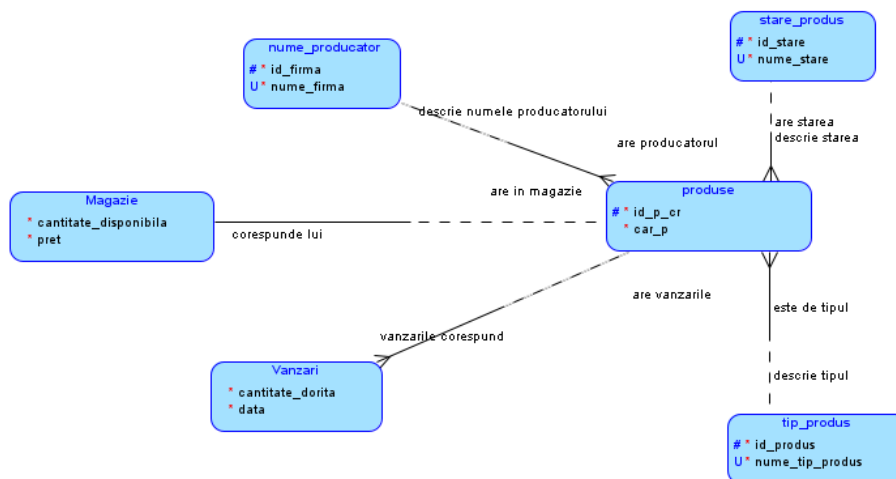 stare_produs
# * id_stare
U * nume_stare
nume_producator
# * id_firma
U * nume_firma
descrie numele producatorului
are starea
descrie starea
are producatorul
Magazie
* cantitate_disponibila
* pret
are in magazie
corespunde lui
produse
# * id_p_cr
* car_p
are vanzarile
este de tipul
vanzarile corespund
Vanzari
* cantitate_dorita
* data
descrie tipul
tip_produs
# * id_produs
U * nume_tip_produs